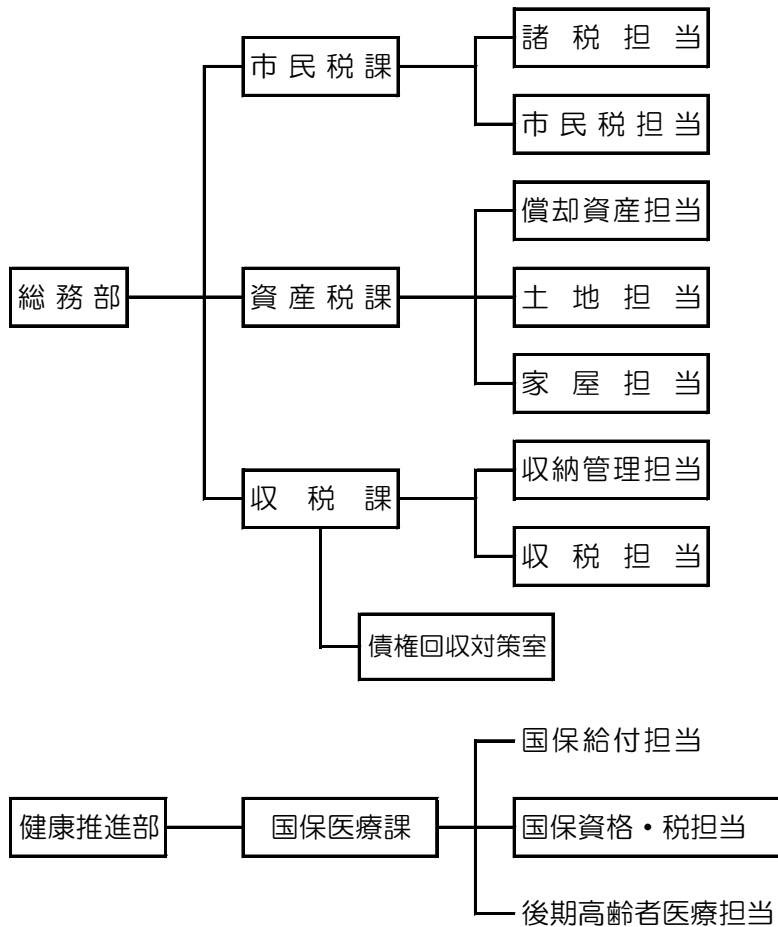 総務部
市民税課
諸税担当
市民税担当
資産税課
償却資産担当
土地担当
家屋担当
収税課
収納管理担当
収税担当
債権回収対策室
健康推進部
国保医療課
国保給付担当
国保資格・税担当
後期高齢者医療担当